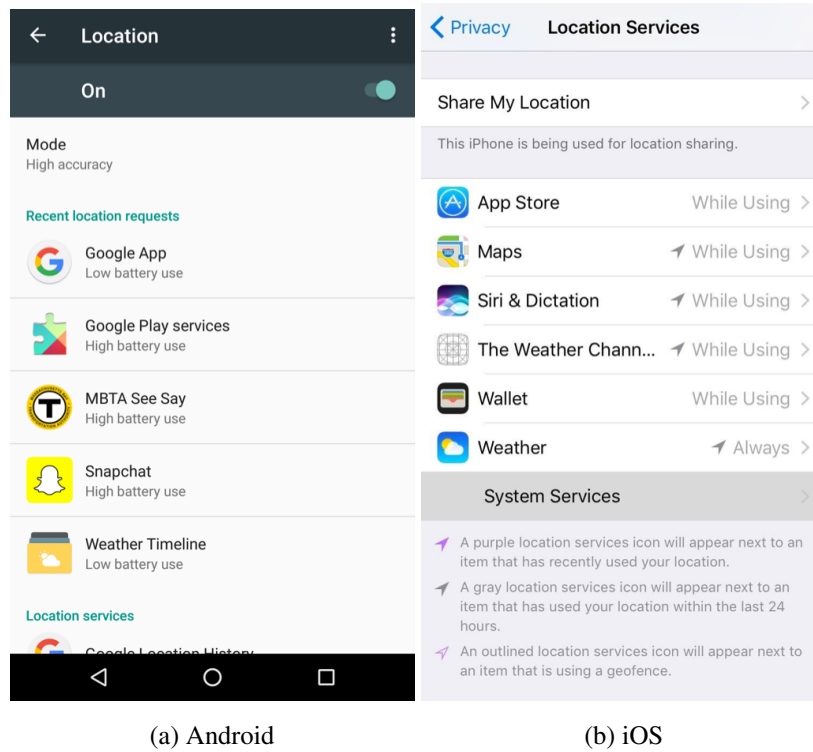 Location
On
Mode
High accuracy
Recent location requests
Google App
Low battery use
Google Play services
High battery use
MBTA See Say
High battery use
Snapchat
High battery use
Weather Timeline
Low battery use
Location services
Google Location History
(a) Android
Privacy
Location Services
Share My Location
This iPhone is being used for location sharing.
App Store While Using
Maps While Using
Siri & Dictation While Using
The Weather Chann... While Using
Wallet While Using
Weather Always
System Services
A purple location services icon will appear next to an
item that has recently used your location.
A gray location services icon will appear next to an
item that has used your location within the last 24
hours.
An outlined location services icon will appear next to
an item that is using a geofence.
(b) iOS